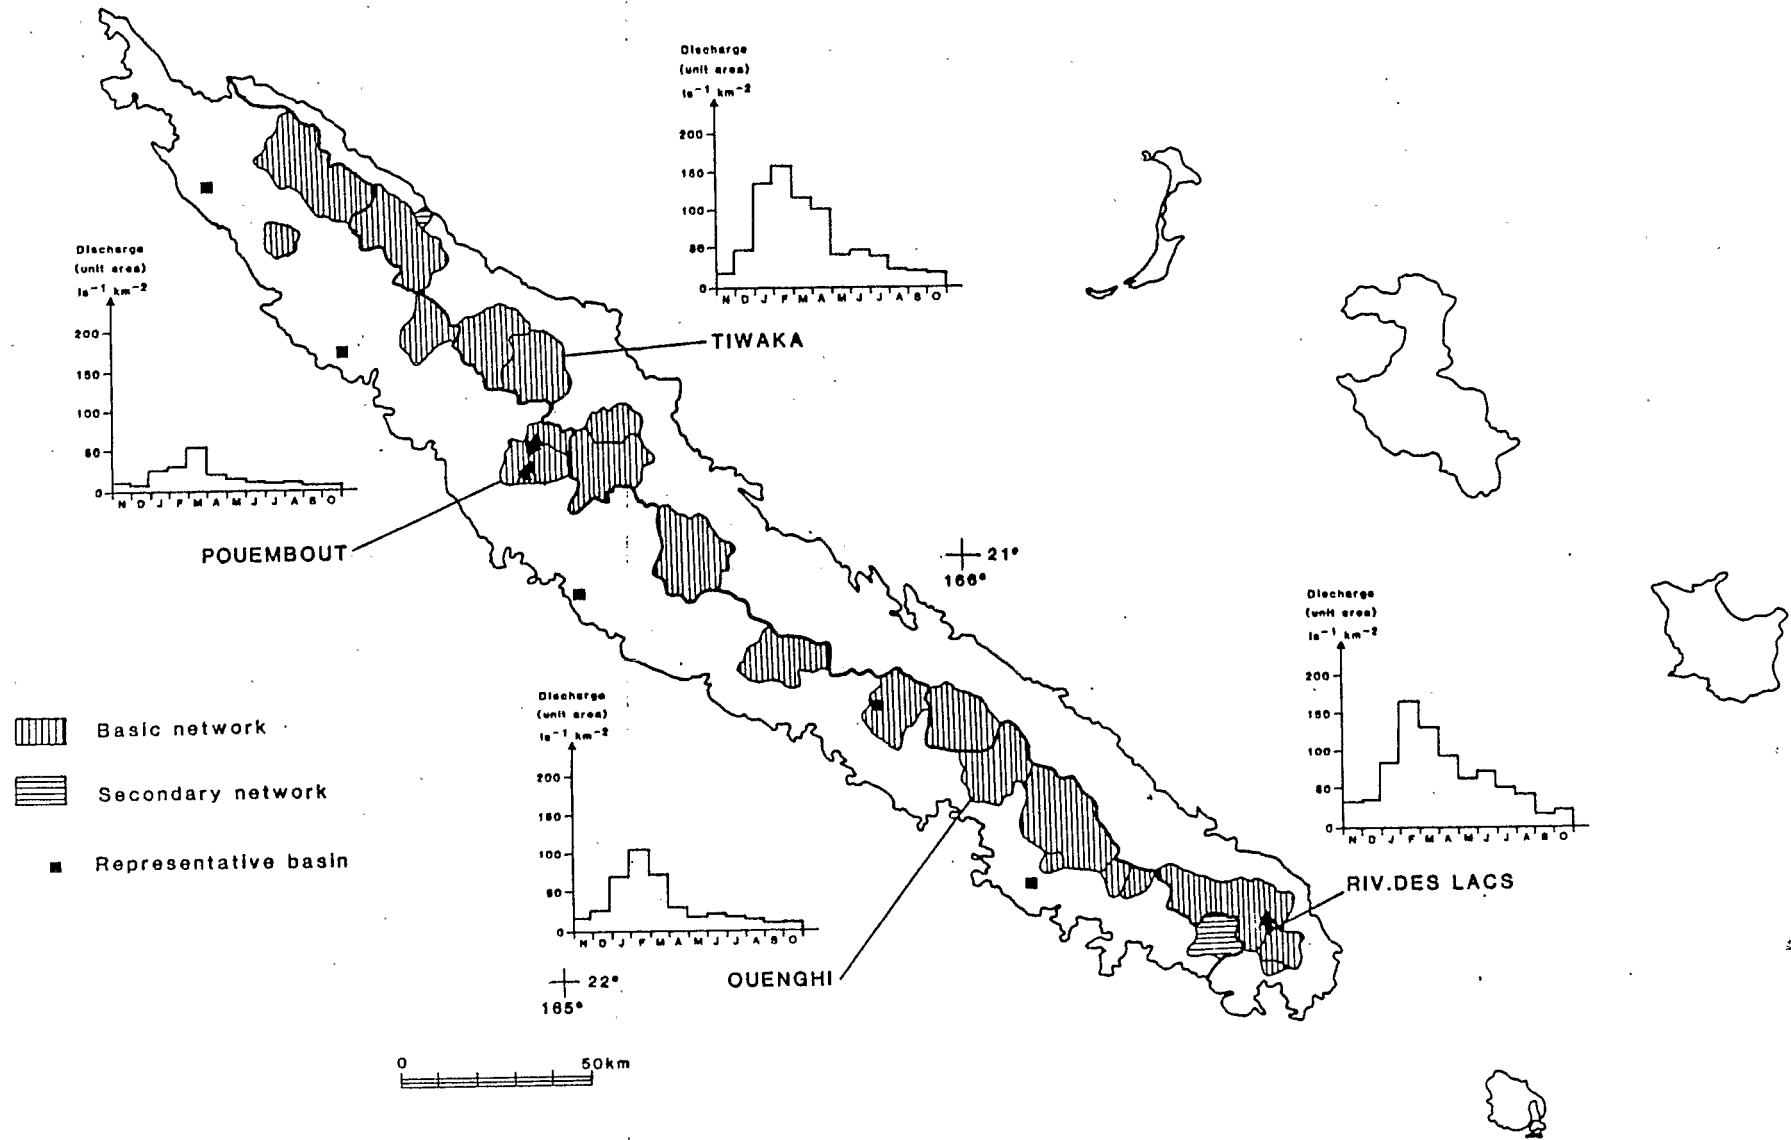 Discharge
(unit area)
ls⁻¹ km⁻²
200
150
100
50
0
N D J F M A M J J A S O
TIWAKA
Discharge
(unit area)
ls⁻¹ km⁻²
200
150
100
50
0
N D J F M A M J J A S O
POUEMBOUT
21°
166°
Discharge
(unit area)
ls⁻¹ km⁻²
200
150
100
50
0
N D J F M A M J J A S O
RIV.DES LACS
Basic network
Secondary network
Representative basin
Discharge
(unit area)
ls⁻¹ km⁻²
200
150
100
50
0
N D J F M A M J J A S O
OUENGHI
22°
165°
0 50km